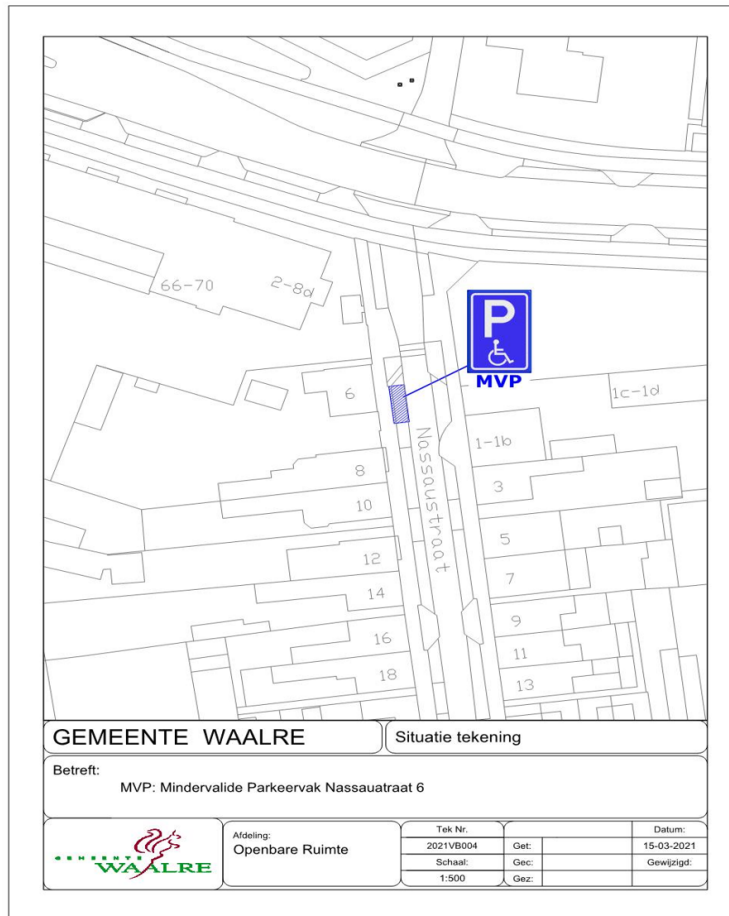 66-70
2-8d
P
MVP
6
1c-1d
1-1b
Nassaustraat
8
3
10
5
12
7
14
9
16
11
18
13
GEMEENTE WAALRE
Situatie tekening
Betreft:
MVP: Mindervalide Parkeervak Nassauatraat 6
GEMEENTE
WAALRE
Afdeling:
Openbare Ruimte
Tek Nr.
Datum:
2021VB004
Get:
15-03-2021
Schaal:
Gec:
Gewijzigd:
1:500
Gez: